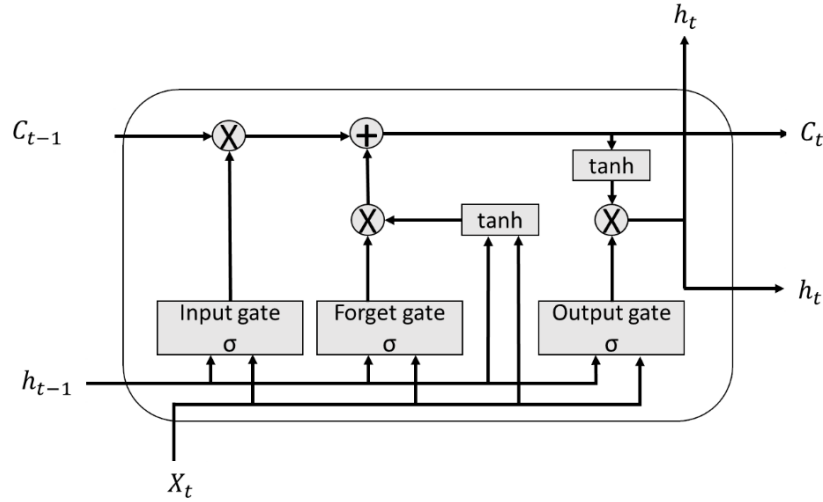 h_t
C_{t-1}
X
+
C_t
tanh
X
tanh
X
h_t
Input gate
σ
Forget gate
σ
Output gate
σ
h_{t-1}
X_t